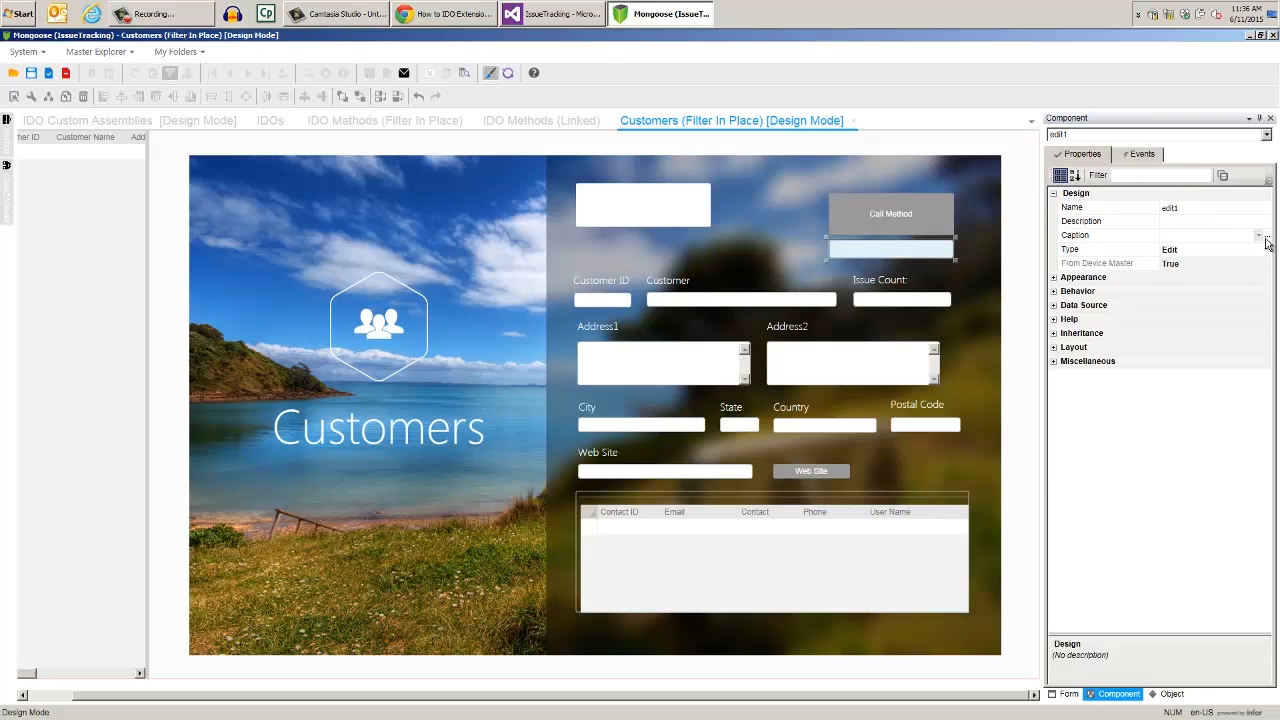 Start
Recording...
Camtasia Studio - Unt...
How to IDO Extensio...
IssueTracking - Micros...
Mongoose (IssueT...
11:36 AM
6/11/2015
Mongoose (IssueTracking) - Customers (Filter In Place) [Design Mode]
System
Master Explorer
My Folders
IDO Custom Assemblies [Design Mode]
IDOs
IDO Methods (Filter In Place)
IDO Methods (Linked)
Customers (Filter In Place) [Design Mode]
Component
edit1
mer ID
Customer Name
Add
Properties
Events
Filter
Design
Name
edit1
Description
Caption
Type
Edit
From Device Master
True
Appearance
Behavior
Data Source
Help
Inheritance
Layout
Miscellaneous
Call Method
Customer ID
Customer
Issue Count:
Address1
Address2
Customers
City
State
Country
Postal Code
Web Site
Web Site
Contact ID
Email
Contact
Phone
User Name
Design
(No description)
Form
Component
Object
Design Mode
NUM
en-US
powered by infor